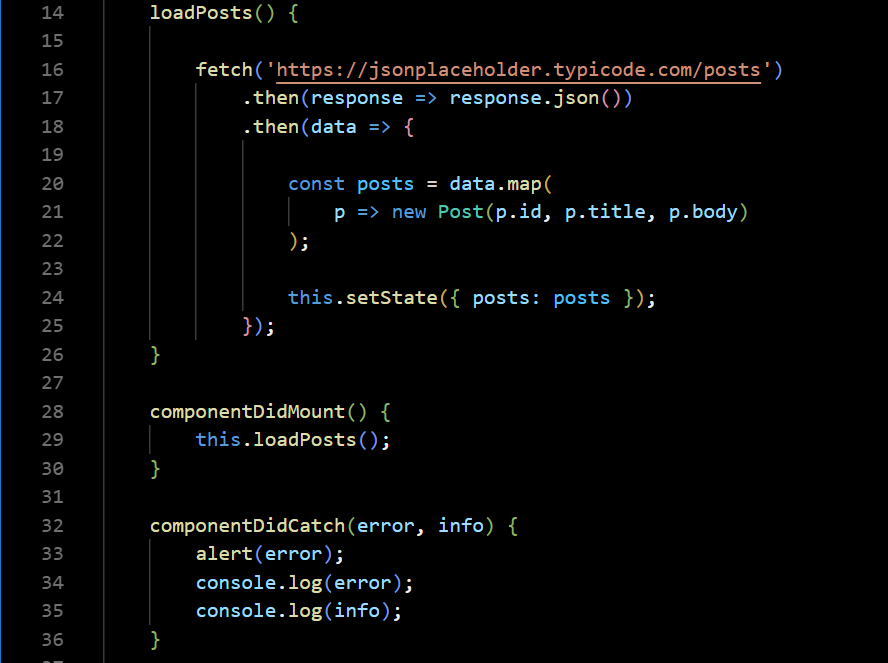 14 loadPosts() {
15
16 fetch('https://jsonplaceholder.typicode.com/posts')
17 .then(response => response.json())
18 .then(data => {
19
20 const posts = data.map(
21 p => new Post(p.id, p.title, p.body)
22 );
23
24 this.setState({ posts: posts });
25 });
26 }
27
28 componentDidMount() {
29 this.loadPosts();
30 }
31
32 componentDidCatch(error, info) {
33 alert(error);
34 console.log(error);
35 console.log(info);
36 }